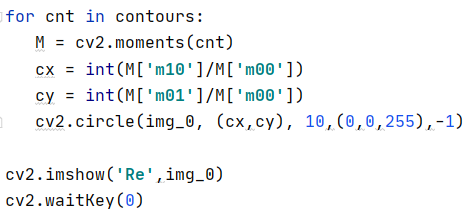 for cnt in contours:
M = cv2.moments(cnt)
cx = int(M['m10']/M['m00'])
cy = int(M['m01']/M['m00'])
cv2.circle(img_0, (cx,cy), 10,(0,0,255),-1)
cv2.imshow('Re',img_0)
cv2.waitKey(0)